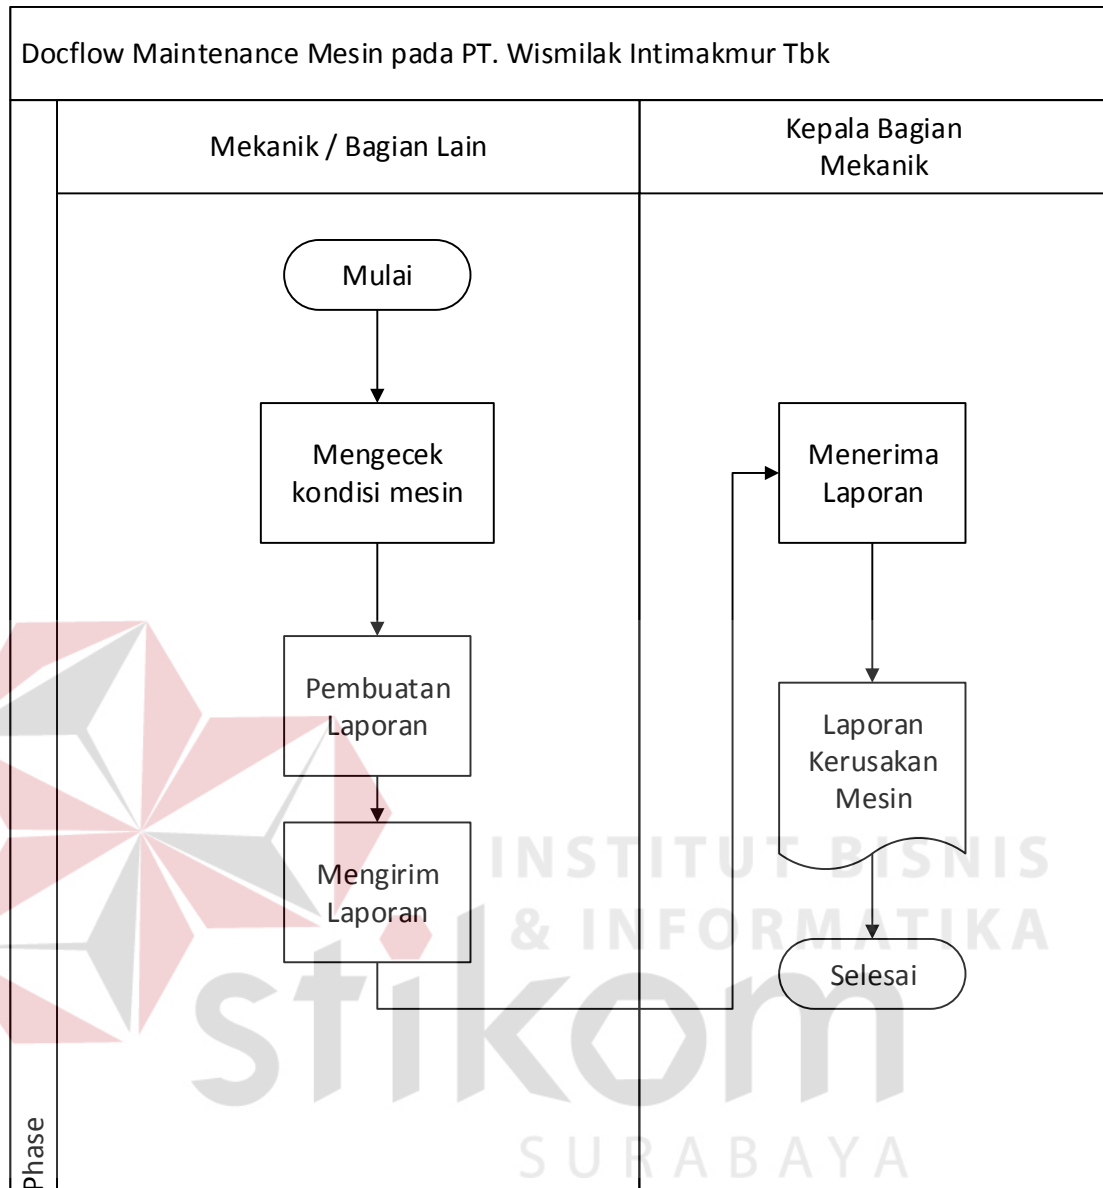 Docflow Maintenance Mesin pada PT. Wismilak Intimakmur Tbk
Mekanik / Bagian Lain
Kepala Bagian
Mekanik
Mulai
Mengecek
kondisi mesin
Pembuatan
Laporan
Mengirim
Laporan
Menerima
Laporan
Laporan
Kerusakan
Mesin
Selesai
Phase
INSTITUT BISNIS
& INFORMATIKA
stikom
SURABAYA